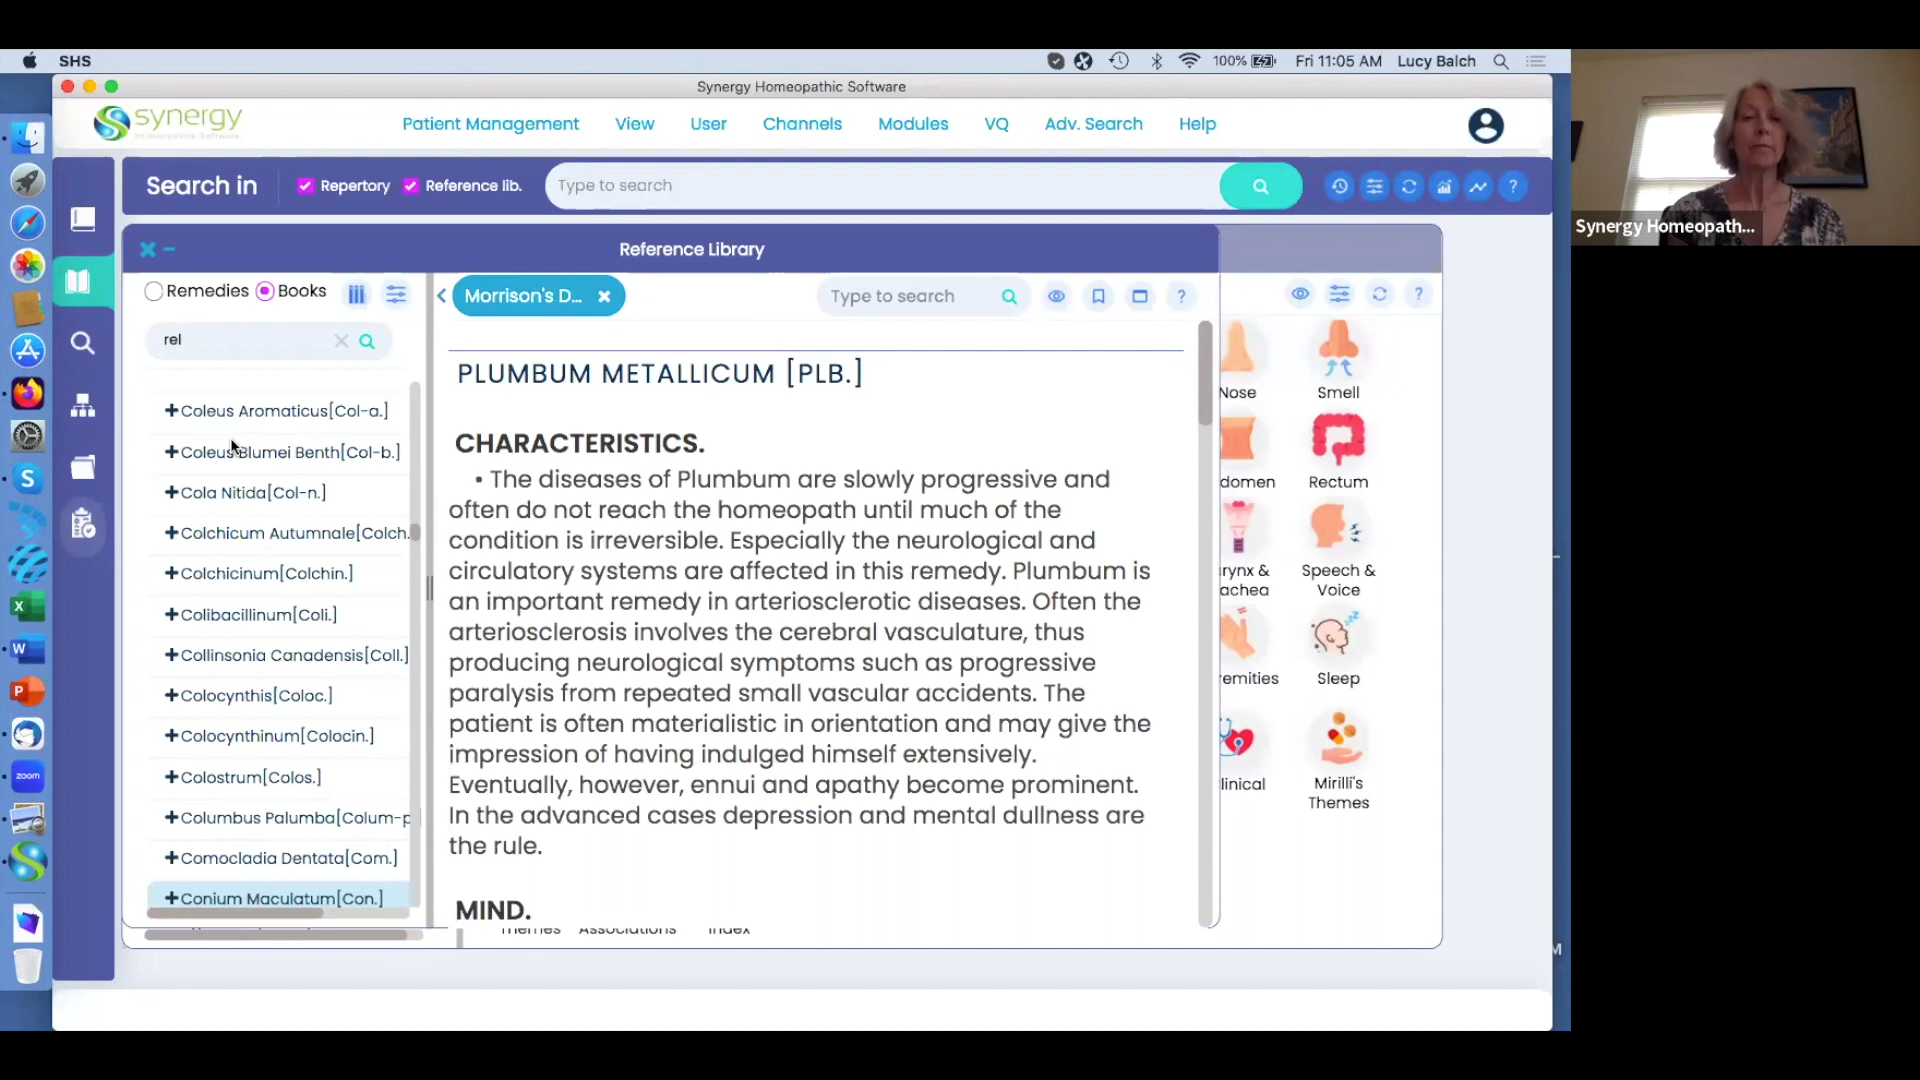 SHS
100%
Fri 11:05 AM
Lucy Balch
Synergy Homeopathic Software
synergy
Patient Management
View
User
Channels
Modules
VQ
Adv. Search
Help
Search in
Repertory
Reference lib.
Type to search
?
Synergy Homeopath...
Reference Library
Remedies
Books
Morrison's D...
Type to search
?
?
rel
Coleus Aromaticus[Col-a.]
Coleus Blumei Benth[Col-b.]
Cola Nitida[Col-n.]
Colchicum Autumnale[Colch.
Colchicinum[Colchin.]
Colibacillinum[Coli.]
Collinsonia Canadensis[Coll.]
Colocynthis[Coloc.]
Colocynthinum[Colocin.]
Colostrum[Colos.]
Columbus Palumba[Colum-p
Comocladia Dentata[Com.]
Conium Maculatum[Con.]
PLUMBUM METALLICUM [PLB.]
CHARACTERISTICS.
• The diseases of Plumbum are slowly progressive and
often do not reach the homeopath until much of the
condition is irreversible. Especially the neurological and
circulatory systems are affected in this remedy. Plumbum is
an important remedy in arteriosclerotic diseases. Often the
arteriosclerosis involves the cerebral vasculature, thus
producing neurological symptoms such as progressive
paralysis from repeated small vascular accidents. The
patient is often materialistic in orientation and may give the
impression of having indulged himself extensively.
Eventually, however, ennui and apathy become prominent.
In the advanced cases depression and mental dullness are
the rule.
MIND.
Themes Associations Index
Nose
Smell
domen
Rectum
rynx &
achea
Speech &
Voice
emities
Sleep
linical
Mirilli's
Themes
S
X
W
P
zoom
M